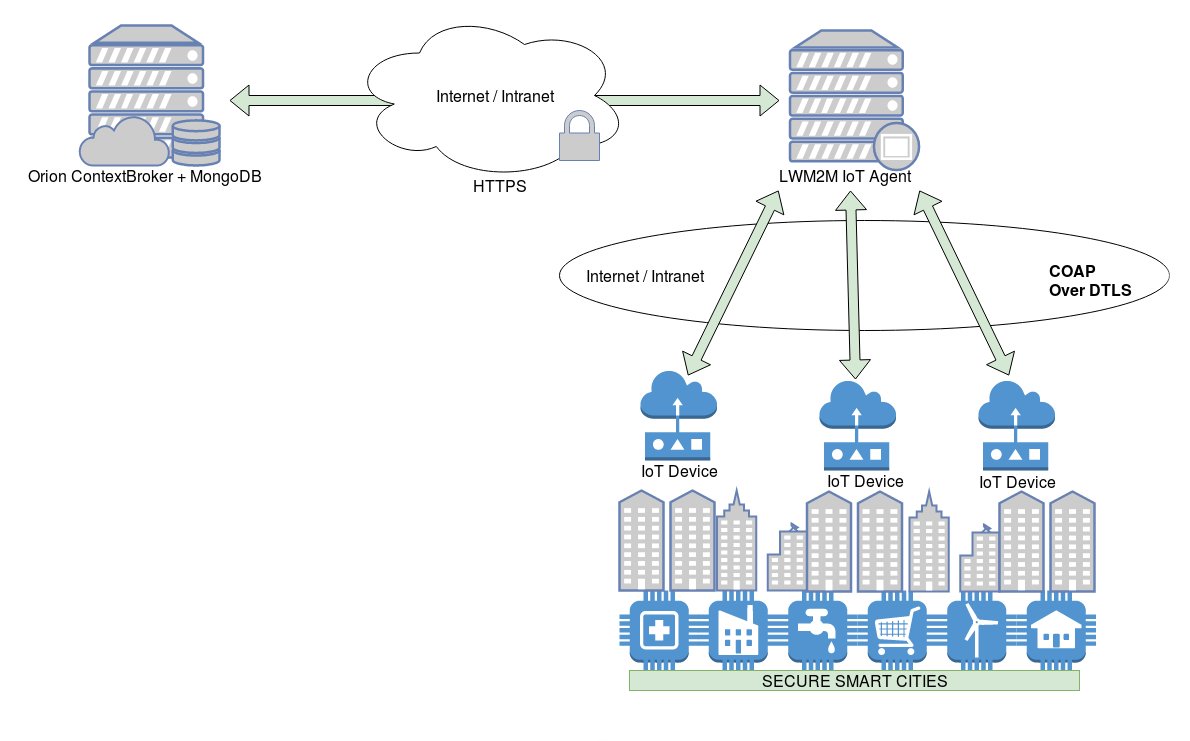 Internet / Intranet
Orion ContextBroker + MongoDB
HTTPS
LWM2M IoT Agent
Internet / Intranet
COAP
Over DTLS
IoT Device
IoT Device
IoT Device
SECURE SMART CITIES